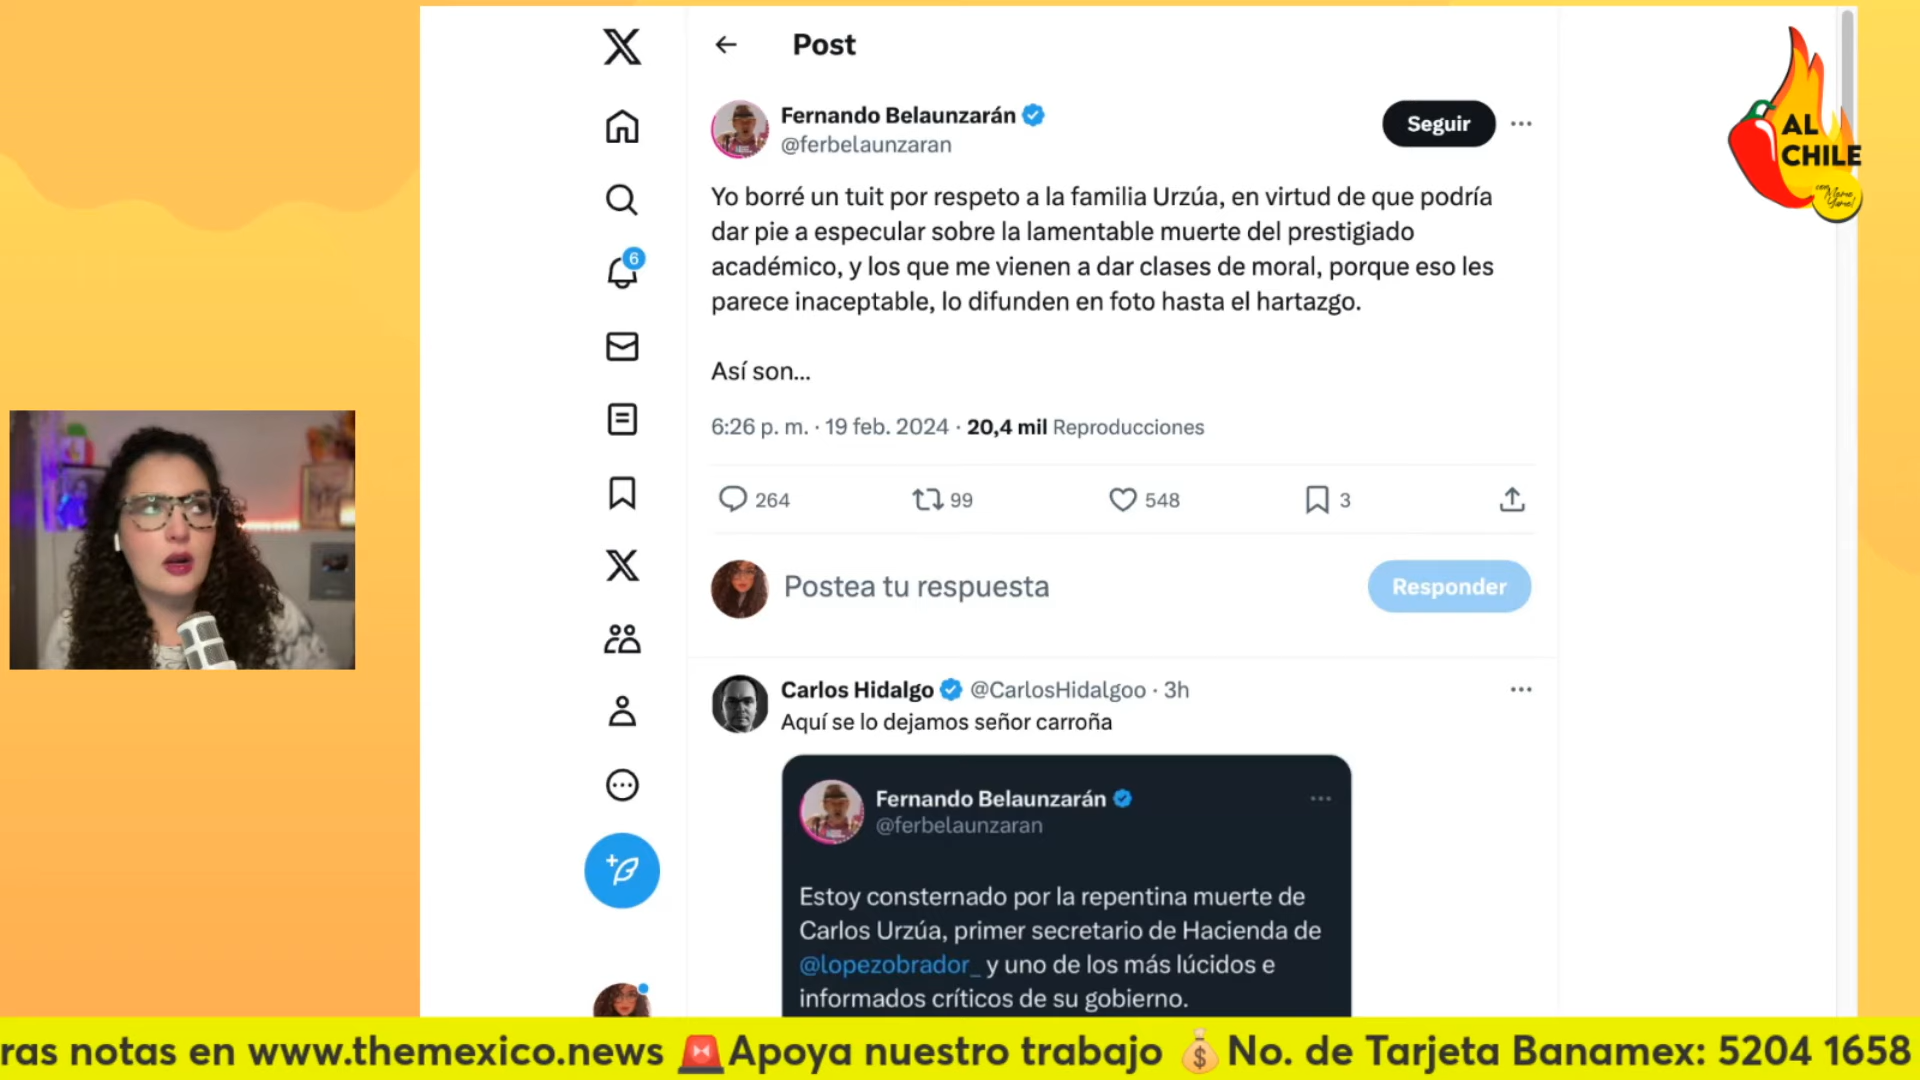 Post
Fernando Belaunzarán
@ferbelaunzaran
Seguir
AL
CHILE
Yo borré un tuit por respeto a la familia Urzúa, en virtud de que podría
dar pie a especular sobre la lamentable muerte del prestigiado
académico, y los que me vienen a dar clases de moral, porque eso les
parece inaceptable, lo difunden en foto hasta el hartazgo.
Así son...
6:26 p. m. · 19 feb. 2024 · 20,4 mil Reproducciones
6
264
99
548
3
Postea tu respuesta
Responder
Carlos Hidalgo @CarlosHidalgoo · 3h
Aquí se lo dejamos señor carroña
Fernando Belaunzarán
@ferbelaunzaran
Estoy consternado por la repentina muerte de
Carlos Urzúa, primer secretario de Hacienda de
@lopezobrador_ y uno de los más lúcidos e
informados críticos de su gobierno.
ras notas en www.themexico.news 🚨Apoya nuestro trabajo 💰No. de Tarjeta Banamex: 5204 1658